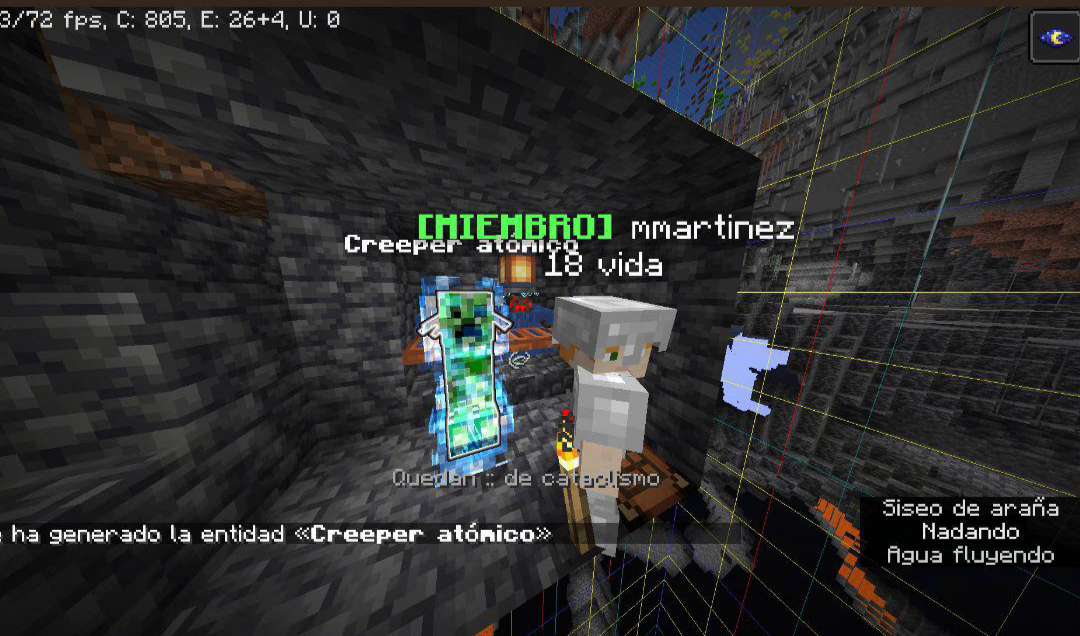 3/72 fps, C: 805, E: 26+4, U: 0
[MIEMBRO] mmartinez
Creeper atómico
18 vida
Quedan :: de cataclismo
ha generado la entidad «Creeper atómico»
Siseo de araña
Nadando
Agua fluyendo